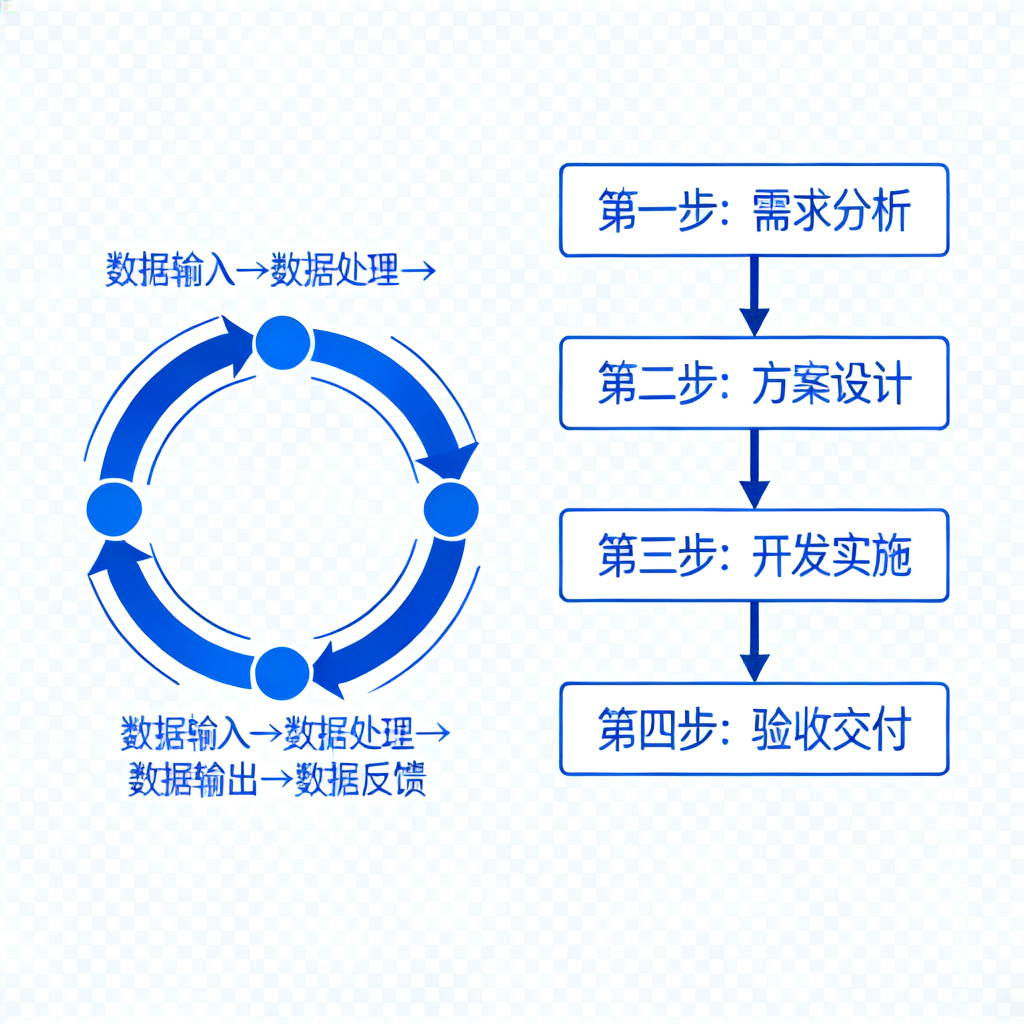 数据输入→数据处理→
数据输入→数据处理→
数据输出→数据反馈
第一步：需求分析
第二步：方案设计
第三步：开发实施
第四步：验收交付